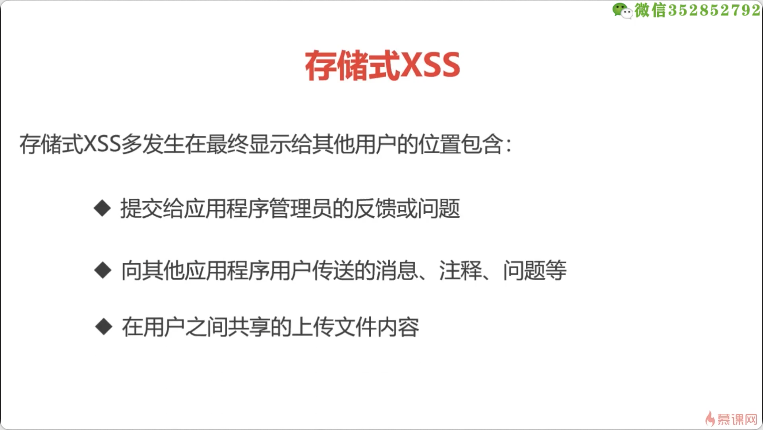 微信352852792
存储式XSS
存储式XSS多发生在最终显示给其他用户的位置包含：
◆ 提交给应用程序管理员的反馈或问题
◆ 向其他应用程序用户传送的消息、注释、问题等
◆ 在用户之间共享的上传文件内容
慕课网